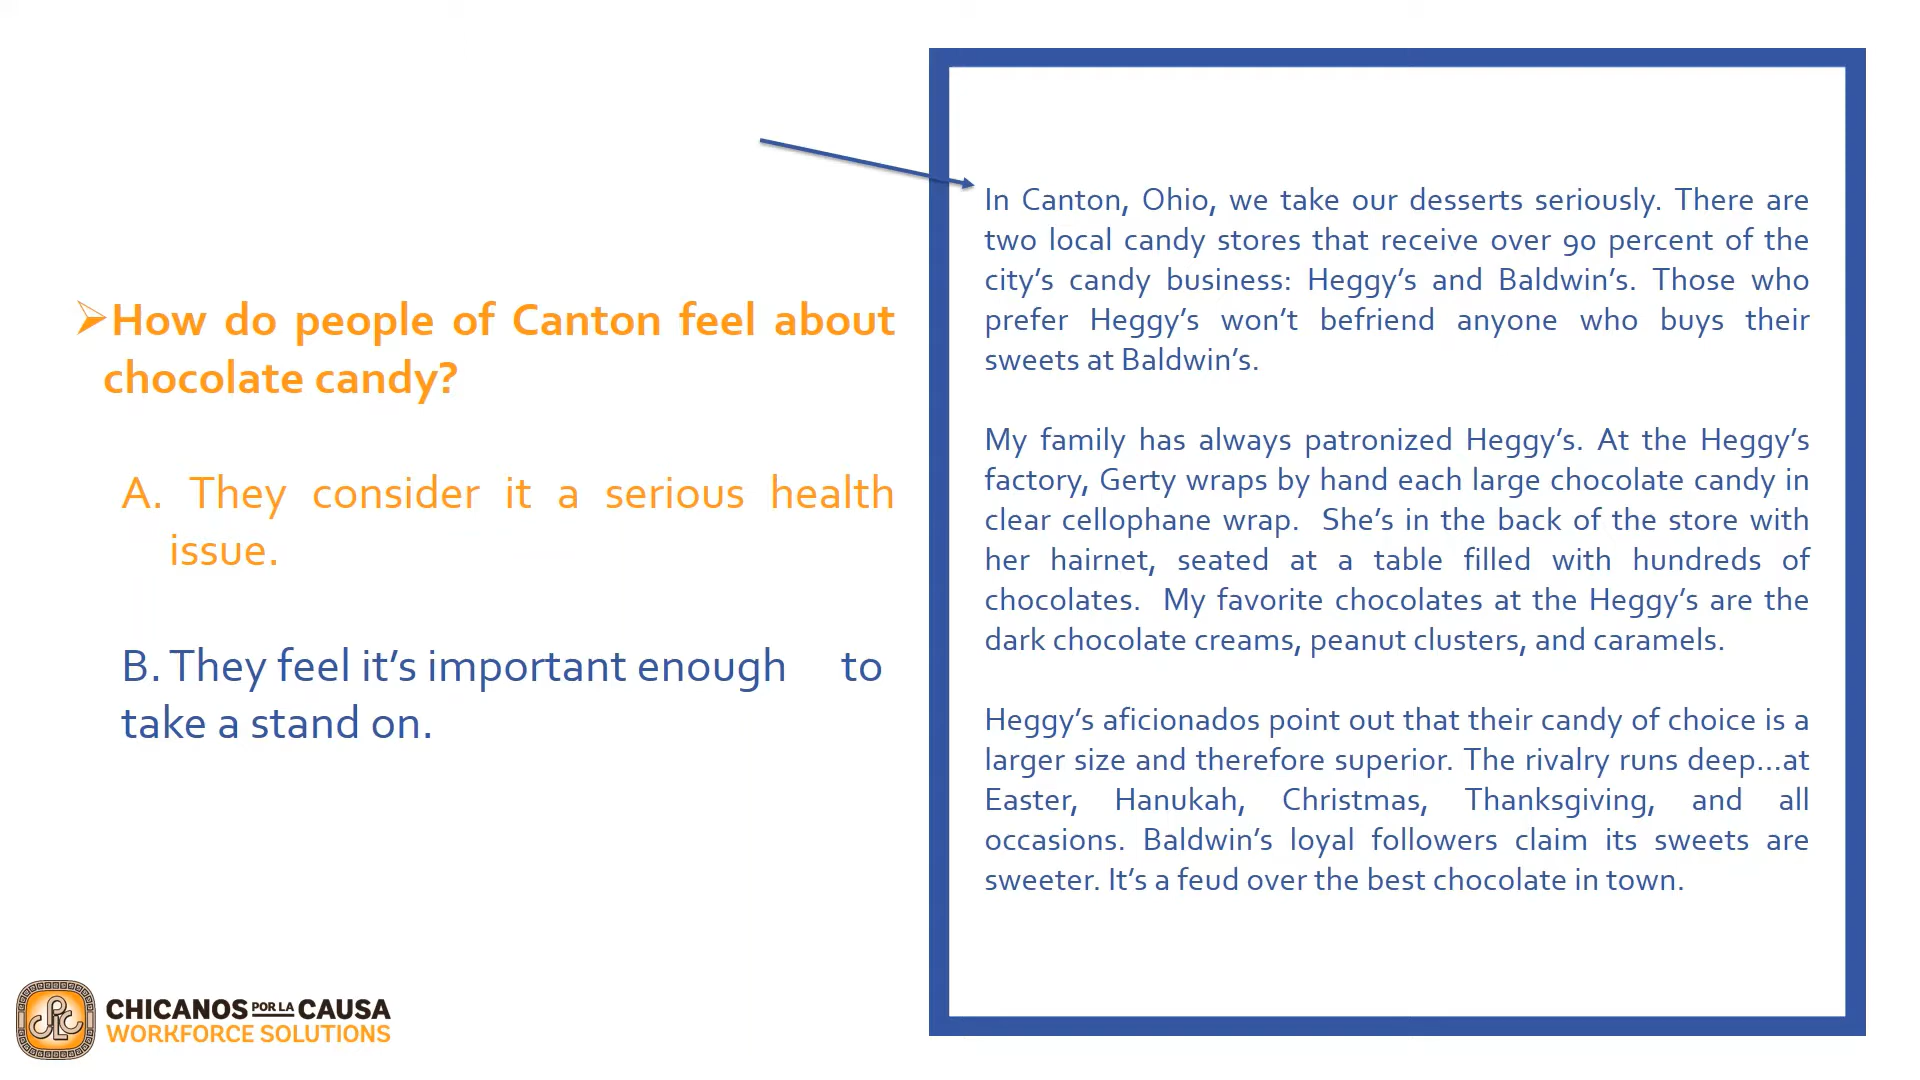 How do people of Canton feel about
chocolate candy?
A. They consider it a serious health
issue.
B. They feel it's important enough to
take a stand on.
In Canton, Ohio, we take our desserts seriously. There are
two local candy stores that receive over 90 percent of the
city's candy business: Heggy's and Baldwin's. Those who
prefer Heggy's won't befriend anyone who buys their
sweets at Baldwin's.
My family has always patronized Heggy's. At the Heggy's
factory, Gerty wraps by hand each large chocolate candy in
clear cellophane wrap. She's in the back of the store with
her hairnet, seated at a table filled with hundreds of
chocolates. My favorite chocolates at the Heggy's are the
dark chocolate creams, peanut clusters, and caramels.
Heggy's aficionados point out that their candy of choice is a
larger size and therefore superior. The rivalry runs deep...at
Easter, Hanukah, Christmas, Thanksgiving, and all
occasions. Baldwin's loyal followers claim its sweets are
sweeter. It's a feud over the best chocolate in town.
CHICANOS POR LA CAUSA
WORKFORCE SOLUTIONS